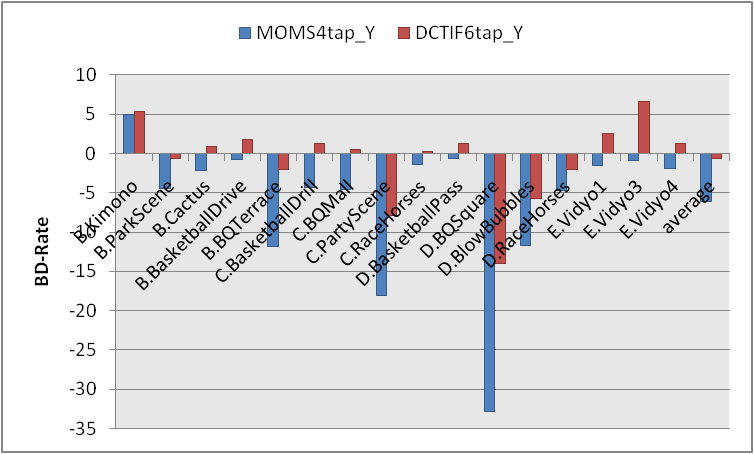 MOMS4tap_Y DCTIF6tap_Y
10
5
0
-5
-10
-15
-20
-25
-30
-35
BD-Rate
B.Kimono
B.ParkScene
B.Cactus
B.BasketballDrive
B.BQTerrace
C.BasketballDrill
C.BQMall
C.PartyScene
C.RaceHorses
D.BasketballPass
D.BQSquare
D.BlowBubbles
D.RaceHorses
E.Vidyo1
E.Vidyo3
E.Vidyo4
average